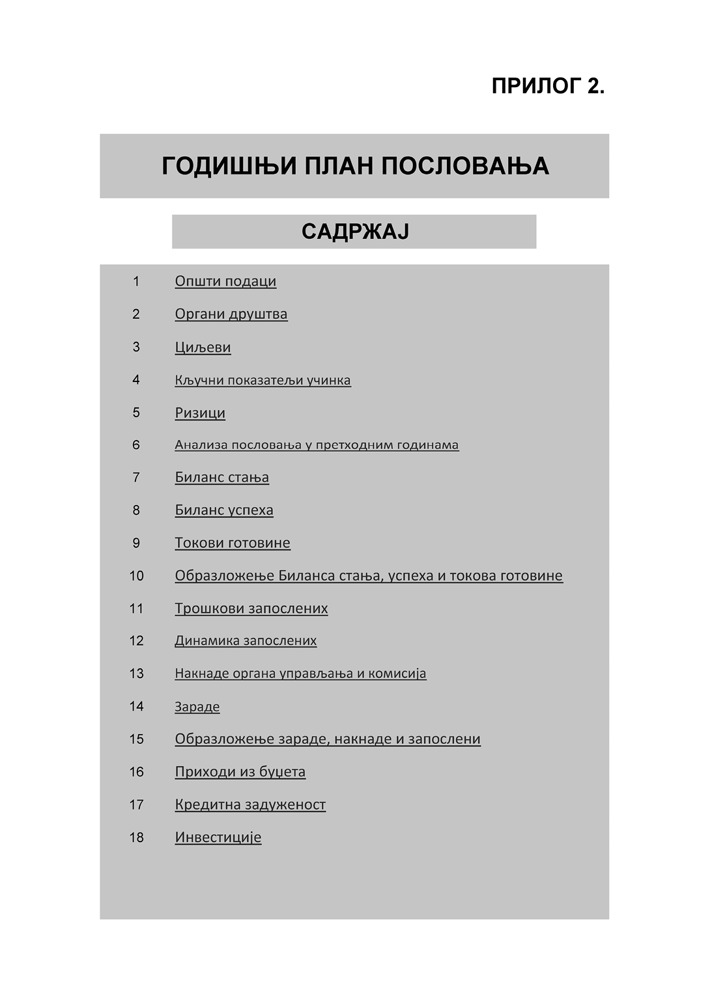 ПРИЛОГ 2.
ГОДИШЊИ ПЛАН ПОСЛОВАЊА
САДРЖАЈ
1 Општи подаци
2 Органи друштва
3 Циљеви
4 Кључни показатељи учинка
5 Ризици
6 Анализа пословања у претходним годинама
7 Биланс стања
8 Биланс успеха
9 Токови готовине
10 Образложење Биланса стања, успеха и токова готовине
11 Трошкови запослених
12 Динамика запослених
13 Накнаде органа управљања и комисија
14 Зараде
15 Образложење зараде, накнаде и запослени
16 Приходи из буџета
17 Кредитна задуженост
18 Инвестиције